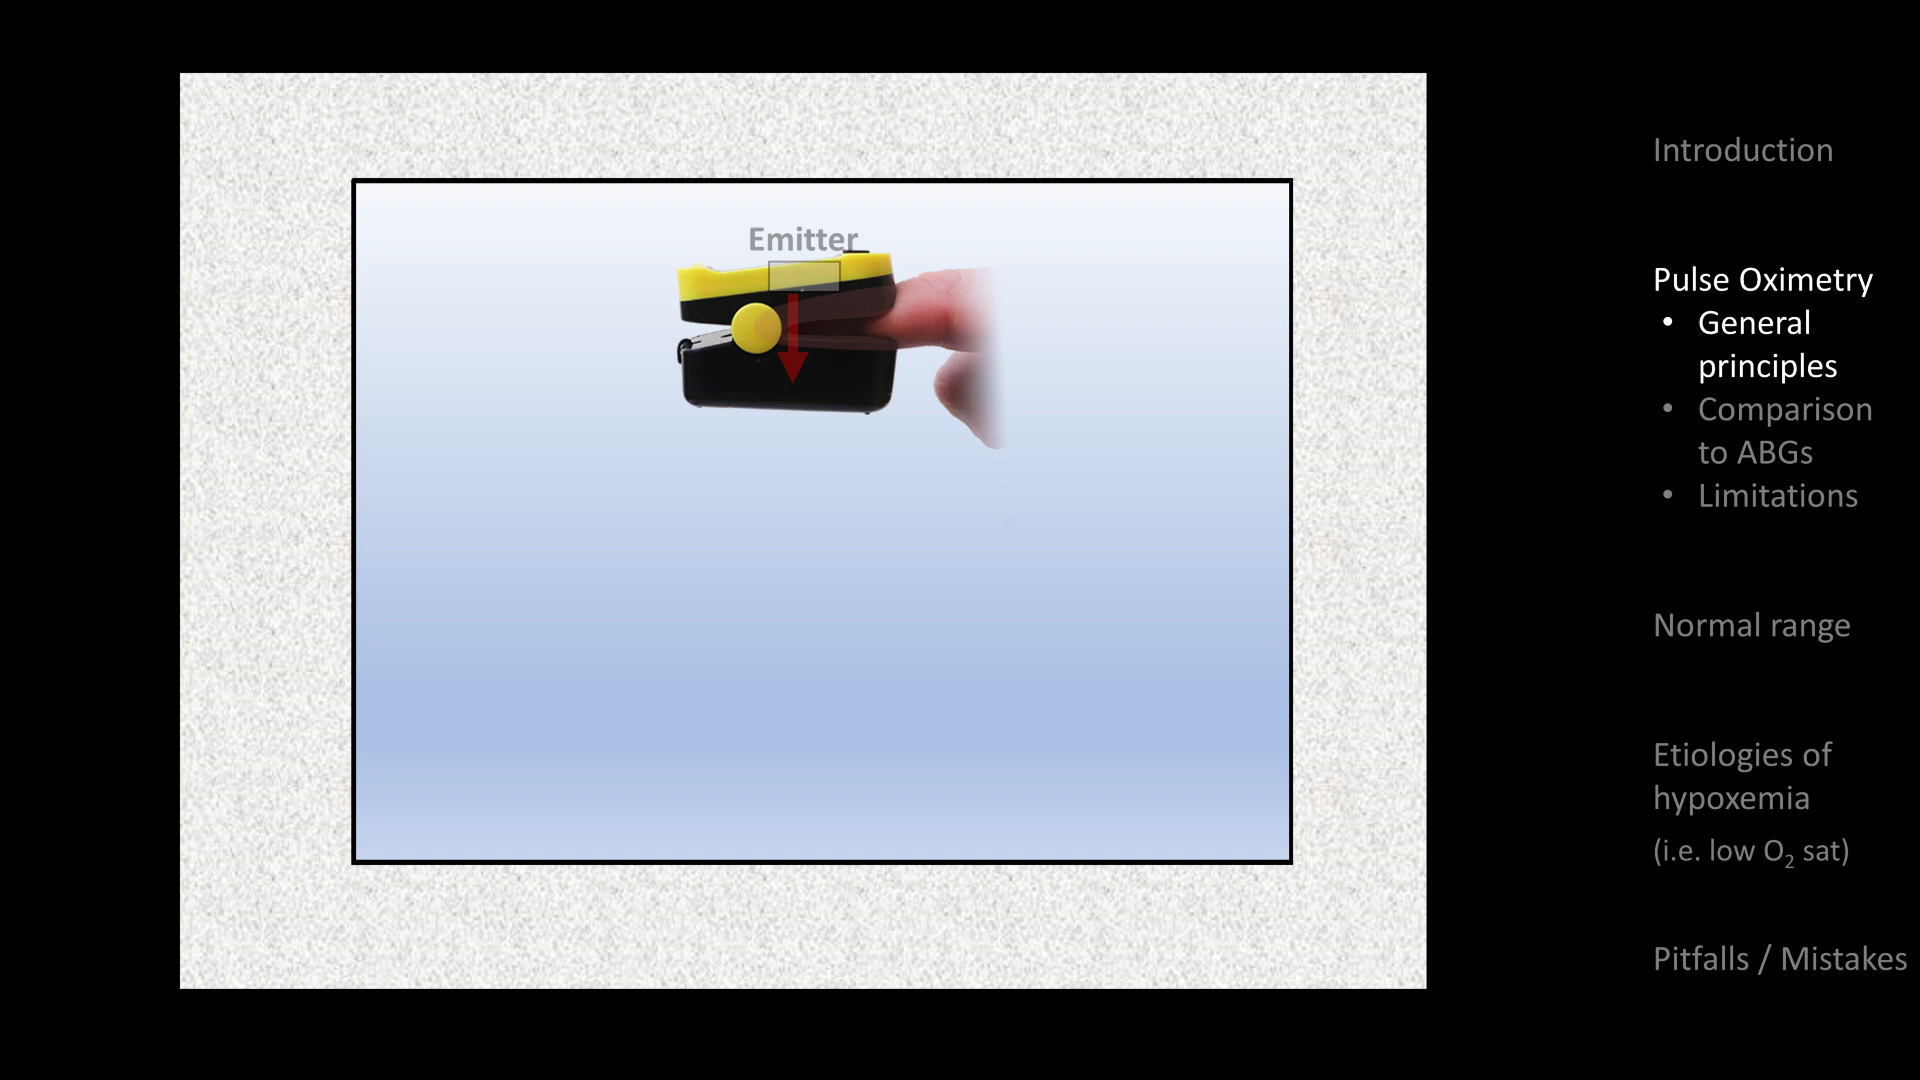 Emitter
Introduction
Pulse Oximetry
• General
principles
• Comparison
to ABGs
• Limitations
Normal range
Etiologies of
hypoxemia
(i.e. low O₂ sat)
Pitfalls / Mistakes